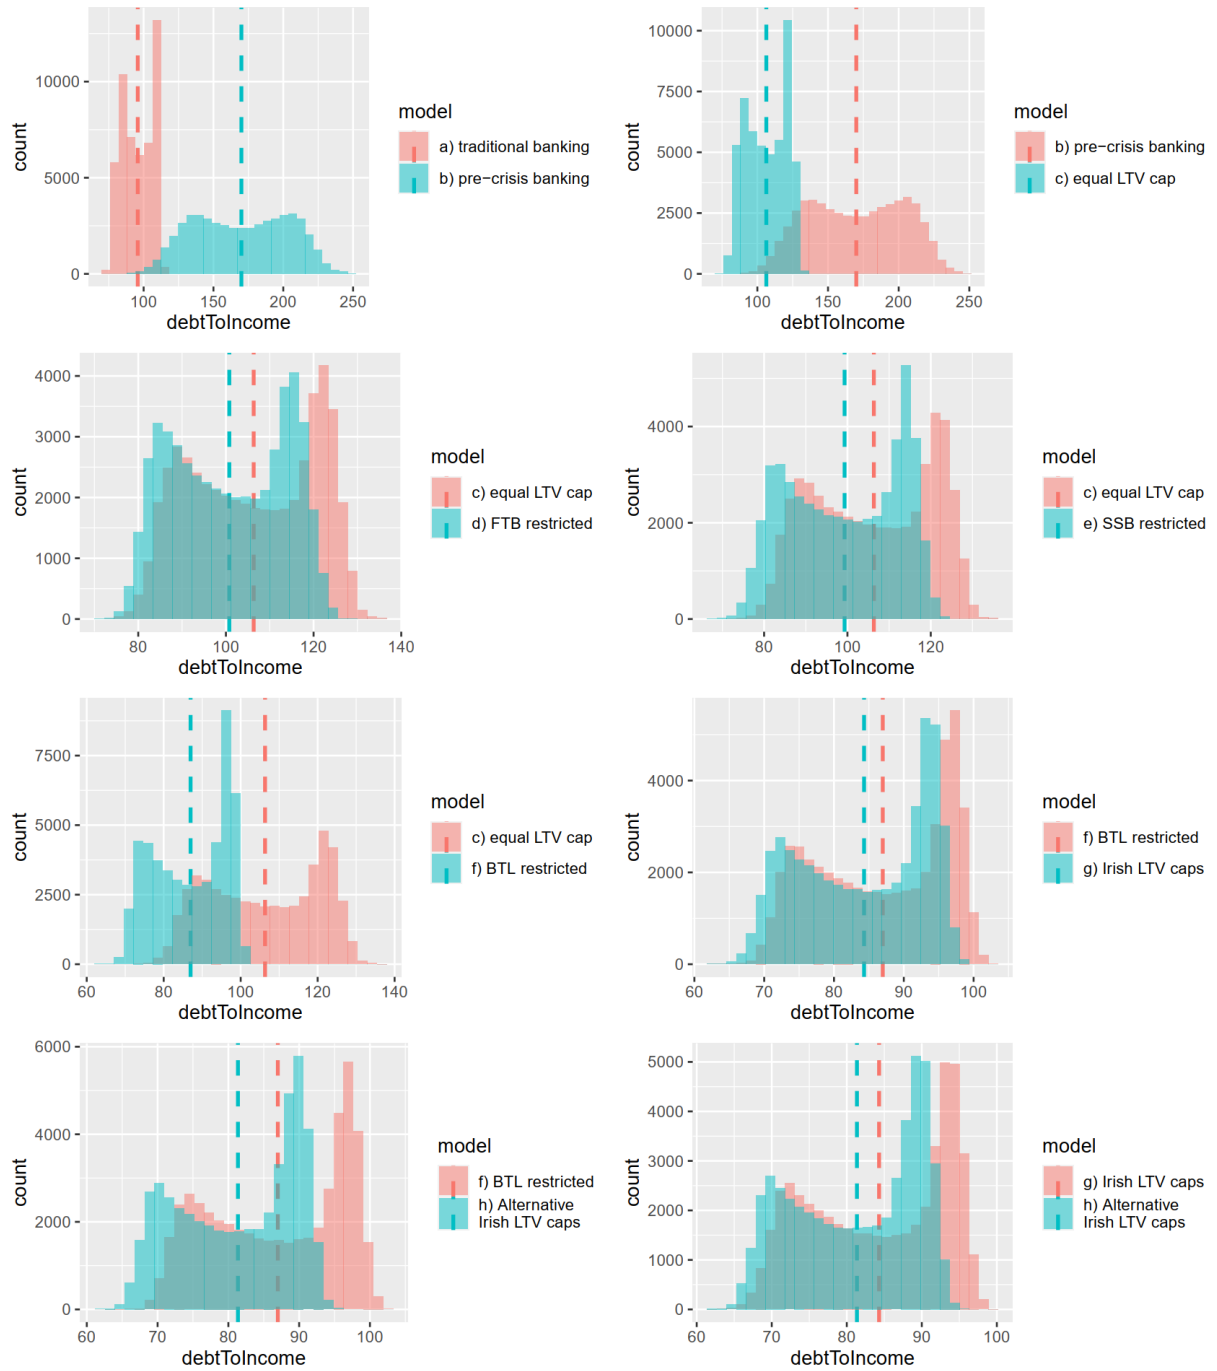 10000
5000
0
count
100
150
200
250
debtToIncome
model
a) traditional banking
b) pre-crisis banking
10000
7500
5000
2500
0
count
100
150
200
250
debtToIncome
model
b) pre-crisis banking
c) equal LTV cap
4000
3000
2000
1000
0
count
80
100
120
140
debtToIncome
model
c) equal LTV cap
d) FTB restricted
4000
2000
0
count
80
100
120
debtToIncome
model
c) equal LTV cap
e) SSB restricted
7500
5000
2500
0
count
60
80
100
120
140
debtToIncome
model
c) equal LTV cap
f) BTL restricted
4000
2000
0
count
60
70
80
90
100
debtToIncome
model
f) BTL restricted
g) Irish LTV caps
6000
4000
2000
0
count
60
70
80
90
100
debtToIncome
model
f) BTL restricted
h) Alternative
Irish LTV caps
5000
4000
3000
2000
1000
0
count
60
70
80
90
100
debtToIncome
model
g) Irish LTV caps
h) Alternative
Irish LTV caps